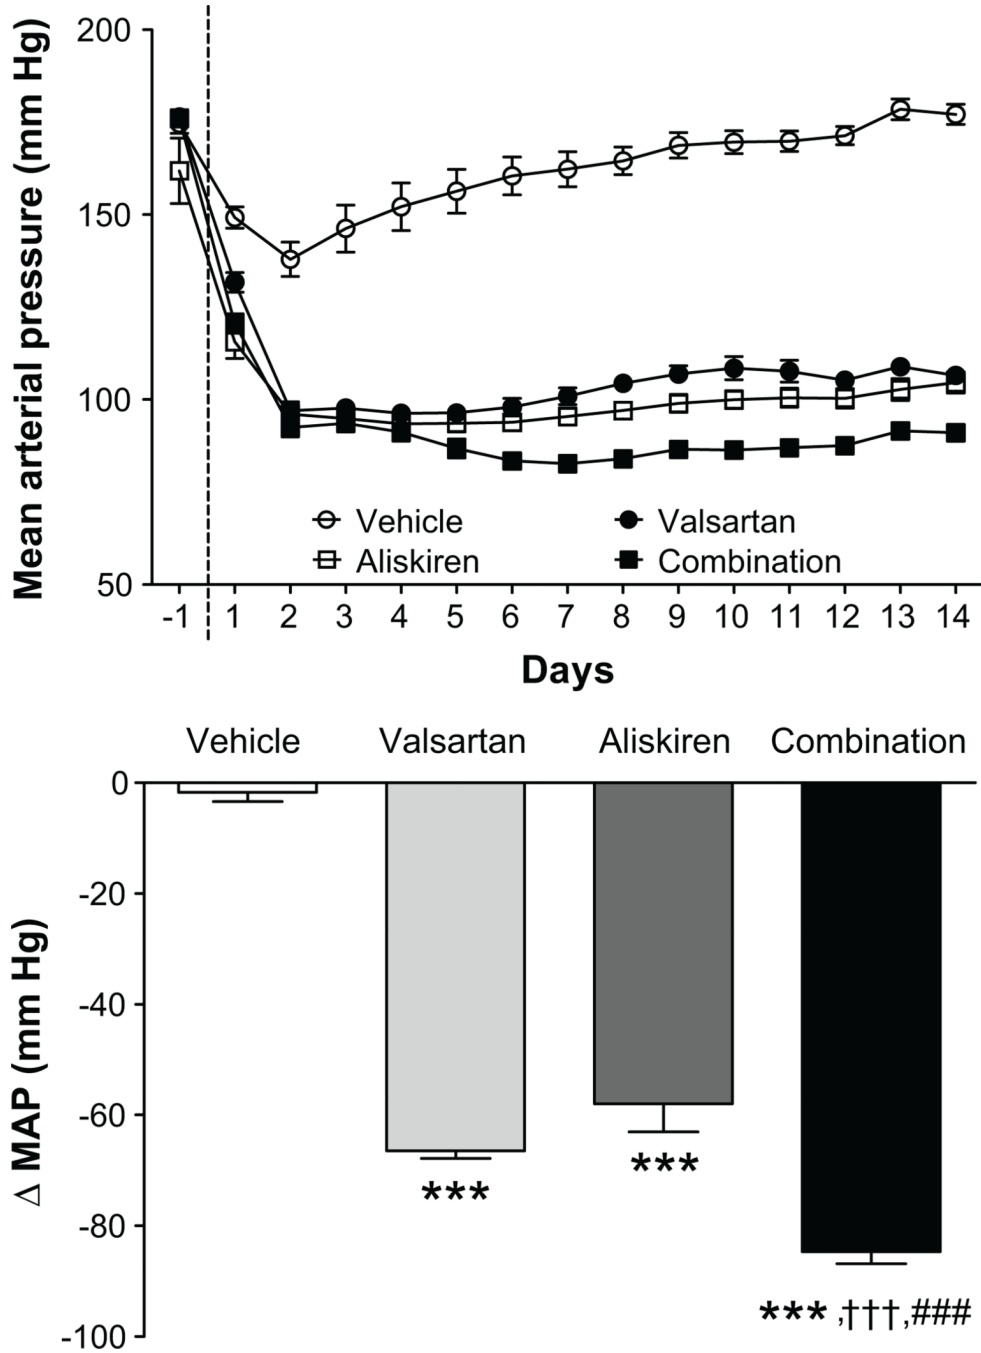 Mean arterial pressure (mm Hg)
200
150
100
50
Vehicle
Valsartan
Aliskiren
Combination
-1 1 2 3 4 5 6 7 8 9 10 11 12 13 14
Days
Vehicle Valsartan Aliskiren Combination
Δ MAP (mm Hg)
0
-20
-40
-60
-80
-100
***
***
*** ,†††,###